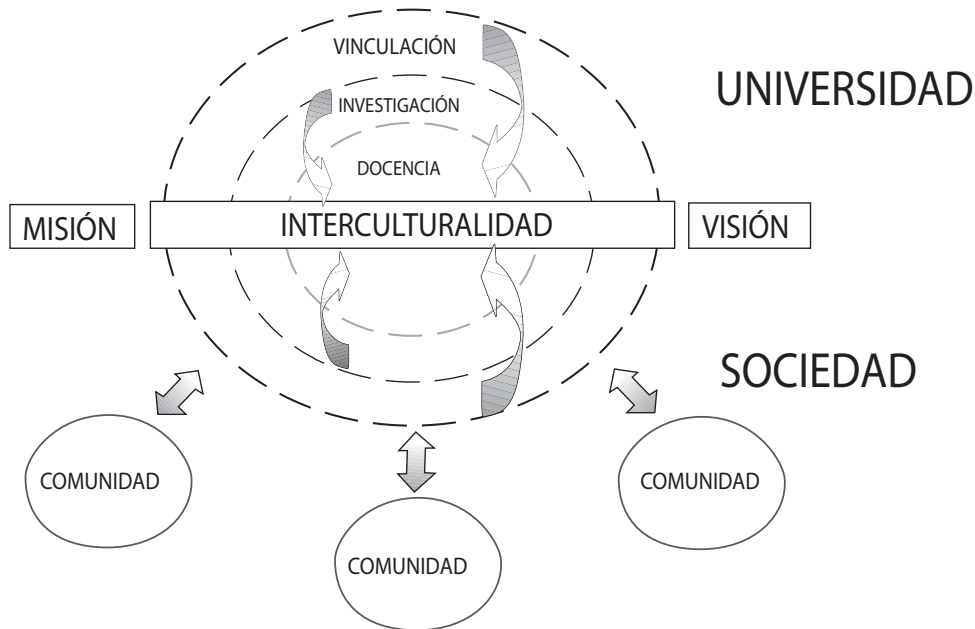 VINCULACIÓN
UNIVERSIDAD
INVESTIGACIÓN
DOCENCIA
MISIÓN
INTERCULTURALIDAD
VISIÓN
SOCIEDAD
COMUNIDAD
COMUNIDAD
COMUNIDAD